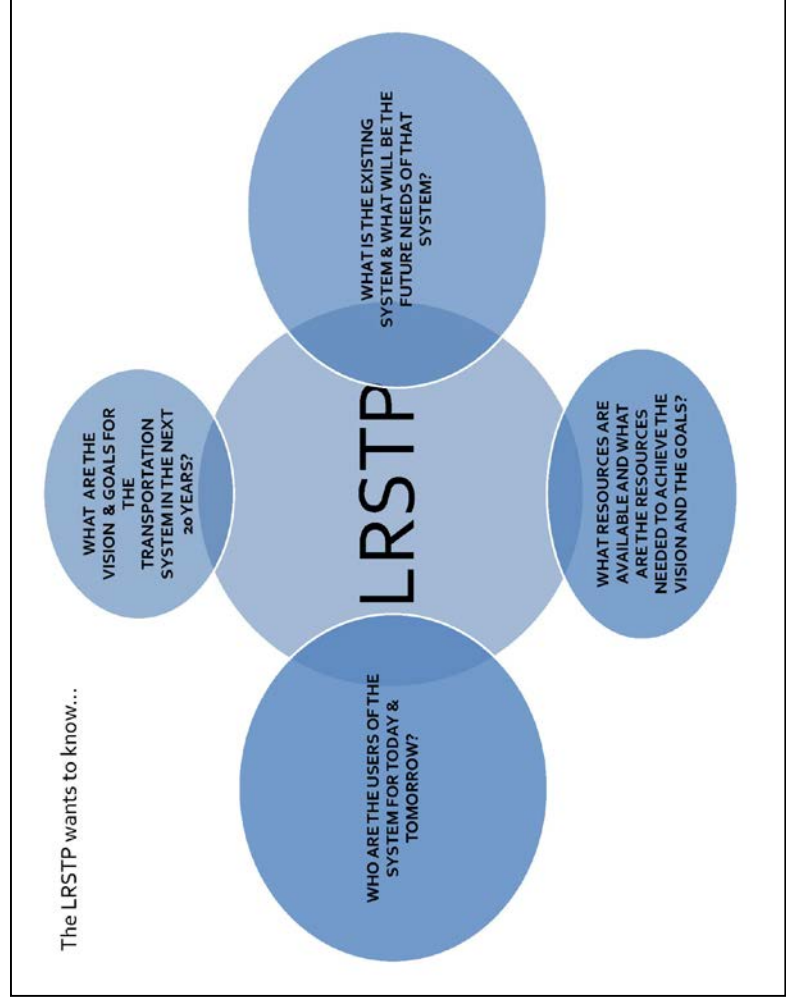 The LRSTP wants to know...
WHAT ARE THE
VISION & GOALS FOR
THE
TRANSPORTATION
SYSTEM IN THE NEXT
20 YEARS?
WHO ARE THE USERS OF THE
SYSTEM FOR TODAY &
TOMORROW?
LRSTP
WHAT IS THE EXISTING
SYSTEM & WHAT WILL BE THE
FUTURE NEEDS OF THAT
SYSTEM?
WHAT RESOURCES ARE
AVAILABLE AND WHAT
ARE THE RESOURCES
NEEDED TO ACHIEVE THE
VISION AND THE GOALS?